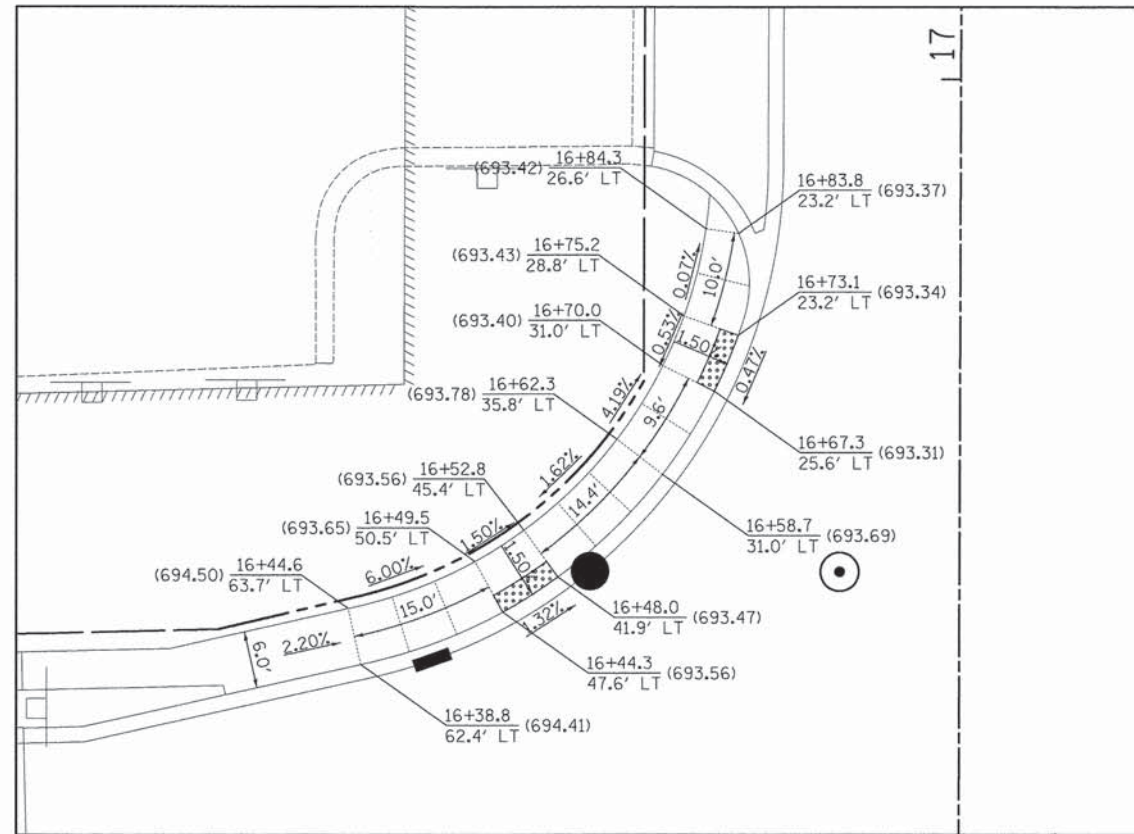 17
(693.42) 16+84.3
26.6' LT
16+83.8 (693.37)
23.2' LT
(693.43) 16+75.2
28.8' LT
0.07%
10.0'
16+73.1 (693.34)
23.2' LT
(693.40) 16+70.0
31.0' LT
0.53%
1.50%
0.47%
(693.78) 16+62.3
35.8' LT
4.19%
9.6'
16+67.3 (693.31)
25.6' LT
(693.56) 16+52.8
45.4' LT
1.62%
14.4'
(693.65) 16+49.5
50.5' LT
1.50%
16+58.7 (693.69)
31.0' LT
(694.50) 16+44.6
63.7' LT
6.00%
1.50%
15.0'
16+48.0 (693.47)
41.9' LT
1.32%
6.0'
2.20%
16+44.3 (693.56)
47.6' LT
16+38.8 (694.41)
62.4' LT